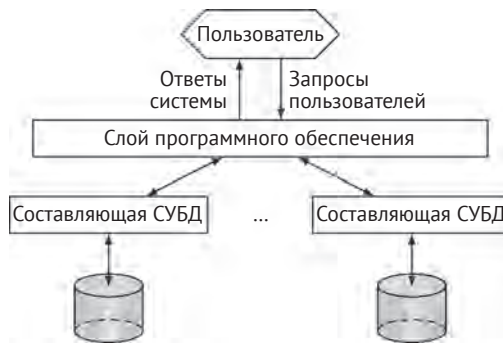 Пользователь
Ответы
системы
Запросы
пользователей
Слой программного обеспечения
Составляющая СУБД
...
Составляющая СУБД